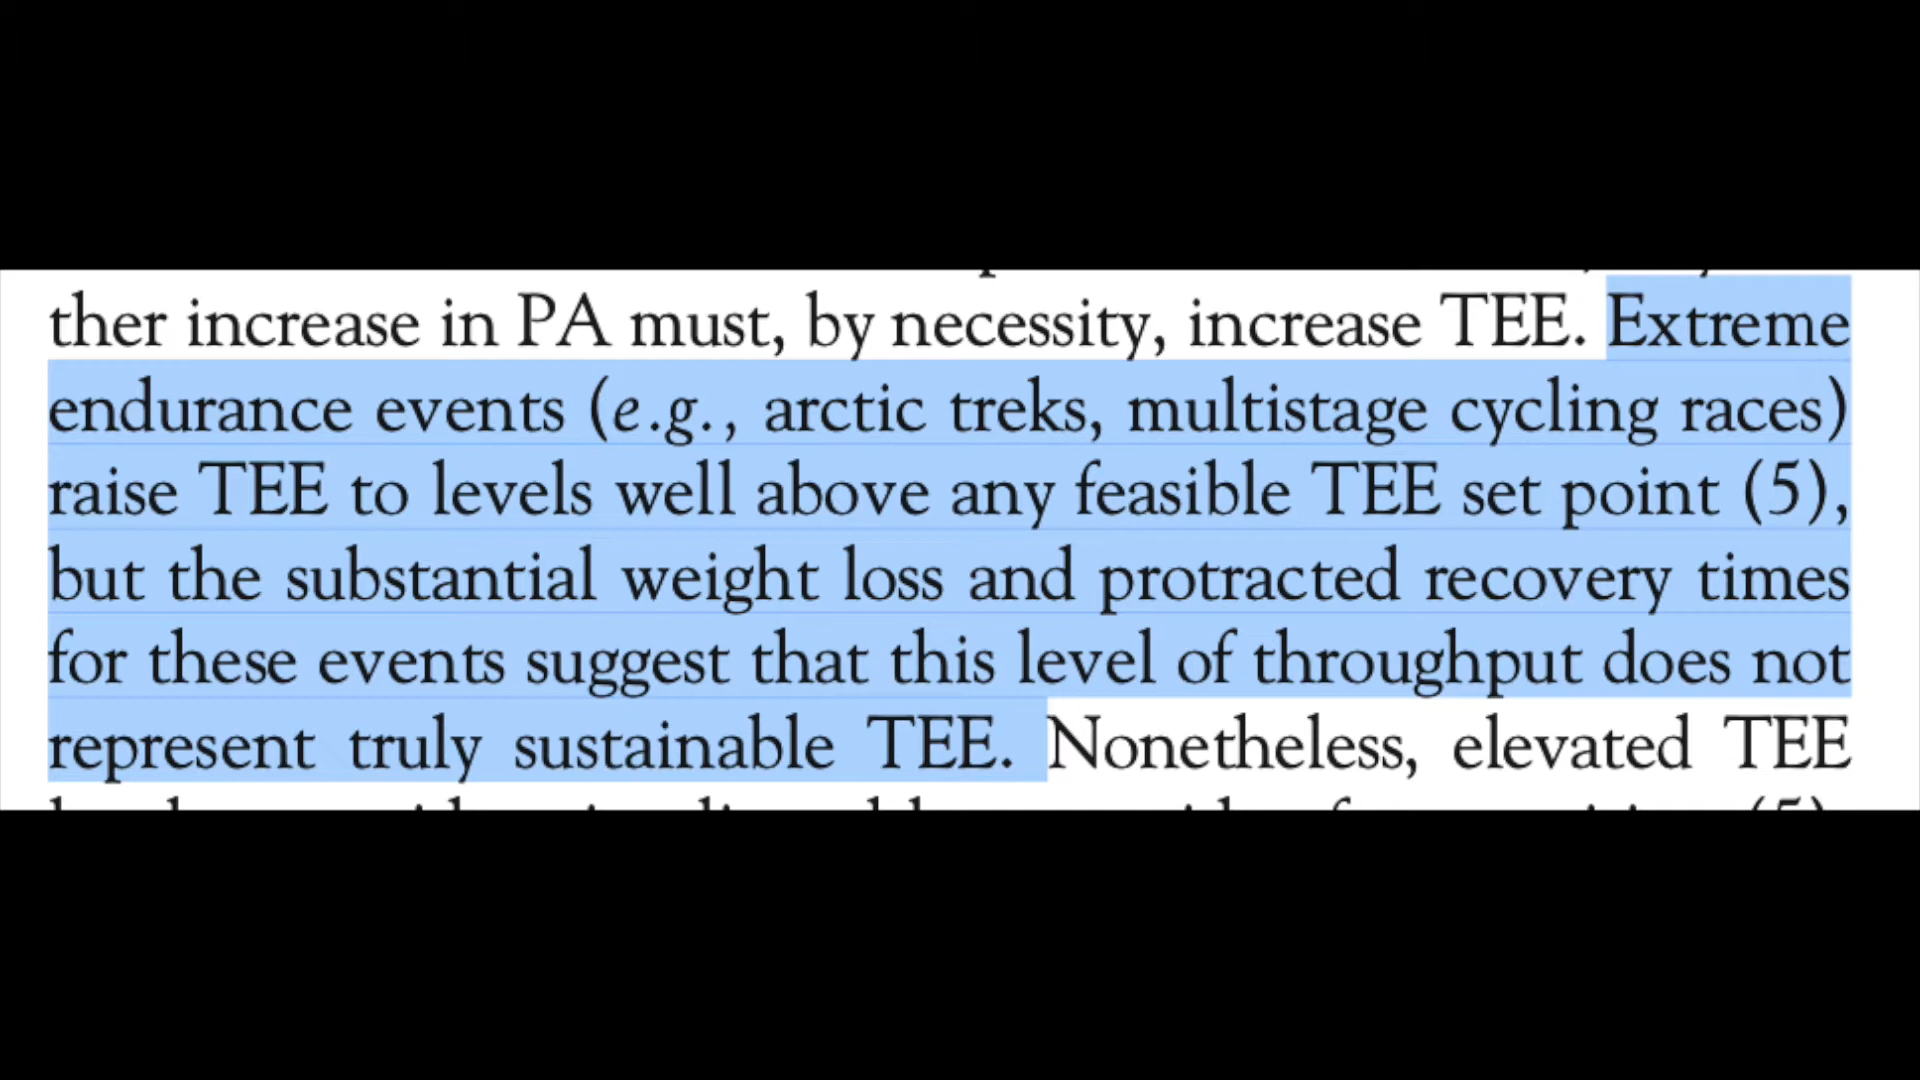 ther increase in PA must, by necessity, increase TEE. Extreme
endurance events (e.g., arctic treks, multistage cycling races)
raise TEE to levels well above any feasible TEE set point (5),
but the substantial weight loss and protracted recovery times
for these events suggest that this level of throughput does not
represent truly sustainable TEE. Nonetheless, elevated TEE